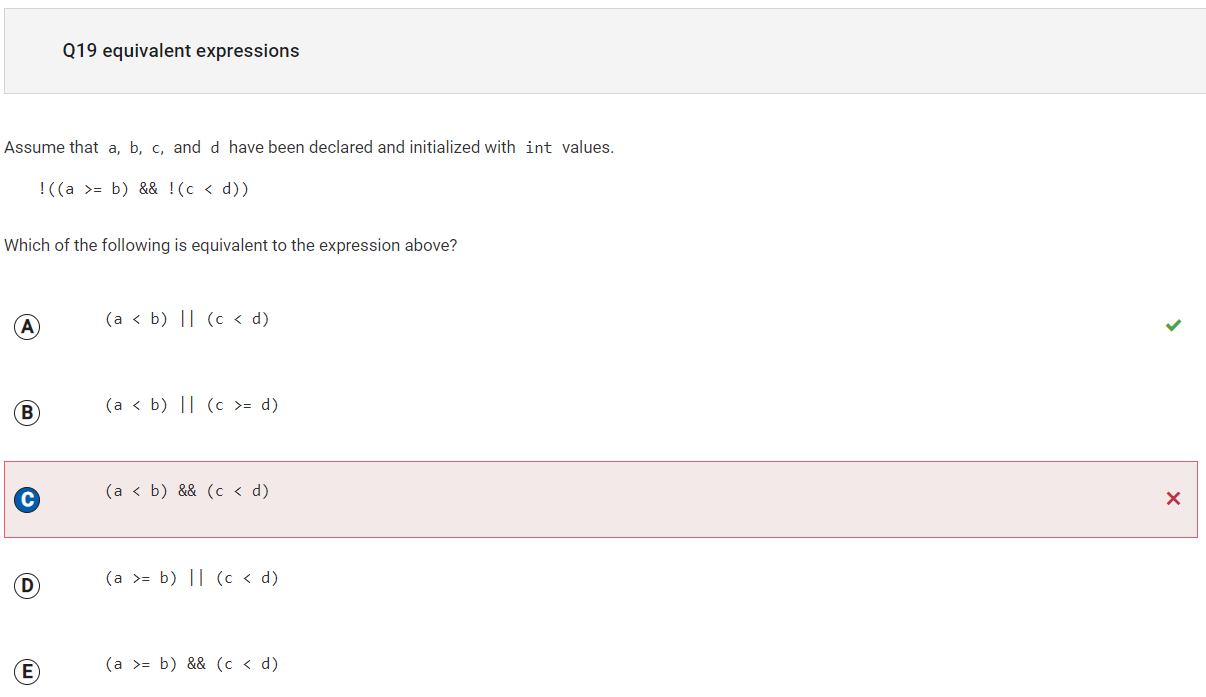 Q19 equivalent expressions
Assume that a, b, c, and d have been declared and initialized with int values.
!((a >= b) && !(c < d))
Which of the following is equivalent to the expression above?
A (a < b) || (c < d)
B (a < b) || (c >= d)
C (a < b) && (c < d)
D (a >= b) || (c < d)
E (a >= b) && (c < d)